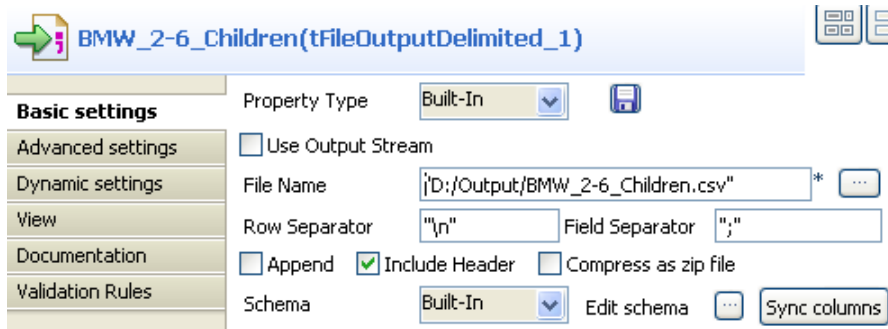 BMW_2-6_Children(tFileOutputDelimited_1)
Basic settings
Advanced settings
Dynamic settings
View
Documentation
Validation Rules
Property Type Built-In
Use Output Stream
File Name "D:/Output/BMW_2-6_Children.csv" * ...
Row Separator "\n" Field Separator ";"
Append Include Header Compress as zip file
Schema Built-In Edit schema ... Sync columns